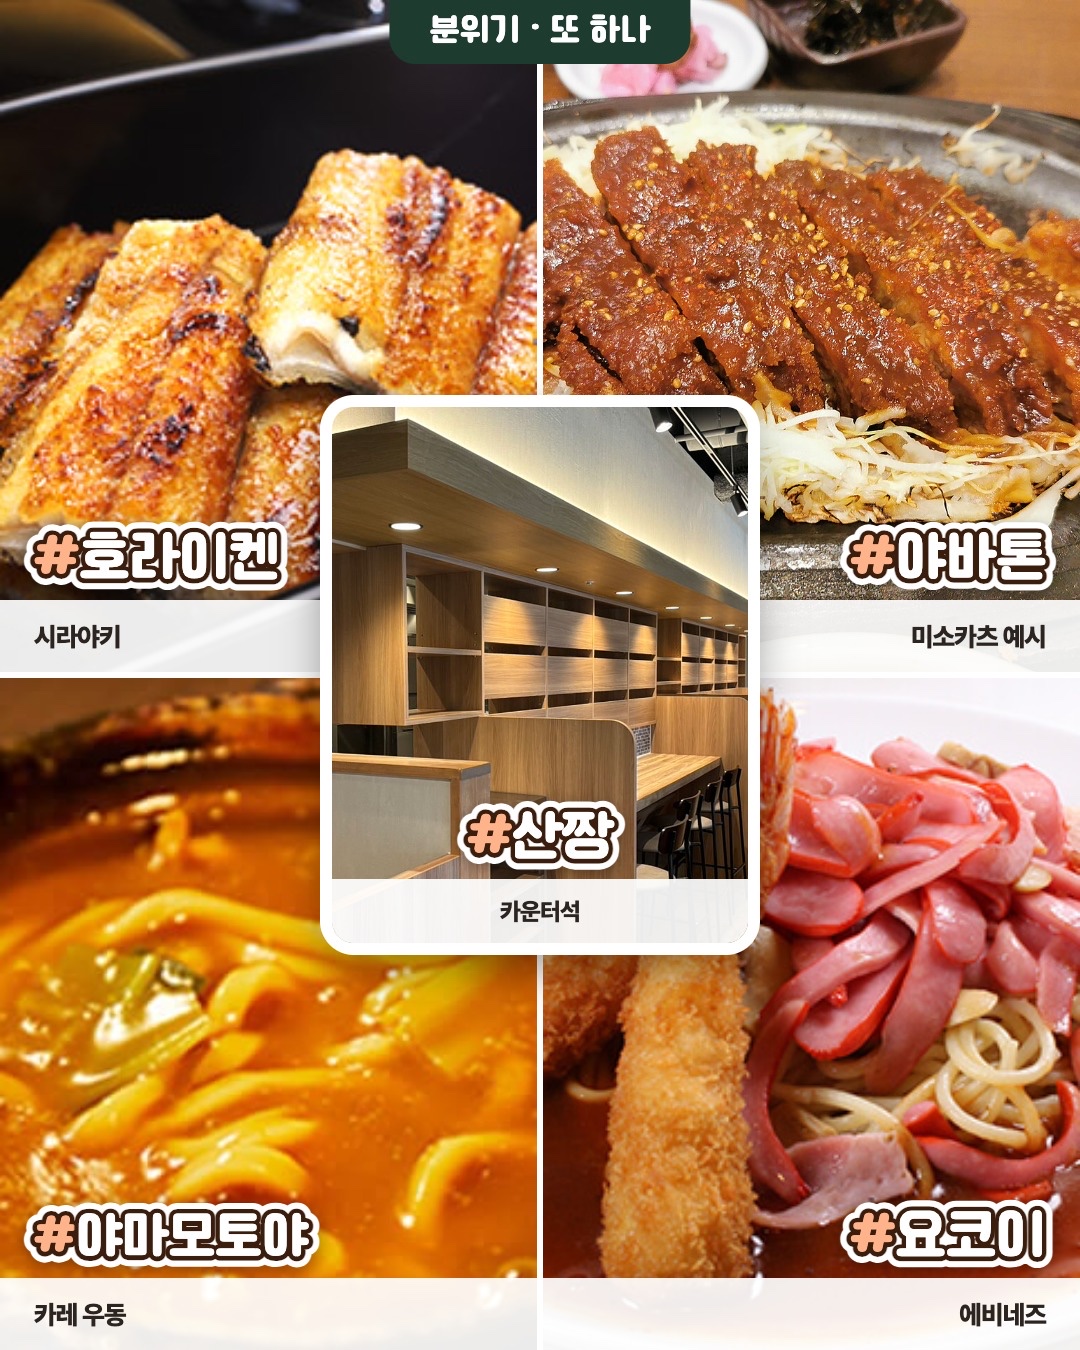 분위기 · 또 하나
#호라이켄
시라야키
#야바톤
미소카츠 예시
#산짱
카운터석
#야마모토야
카레 우동
#요코이
에비네즈